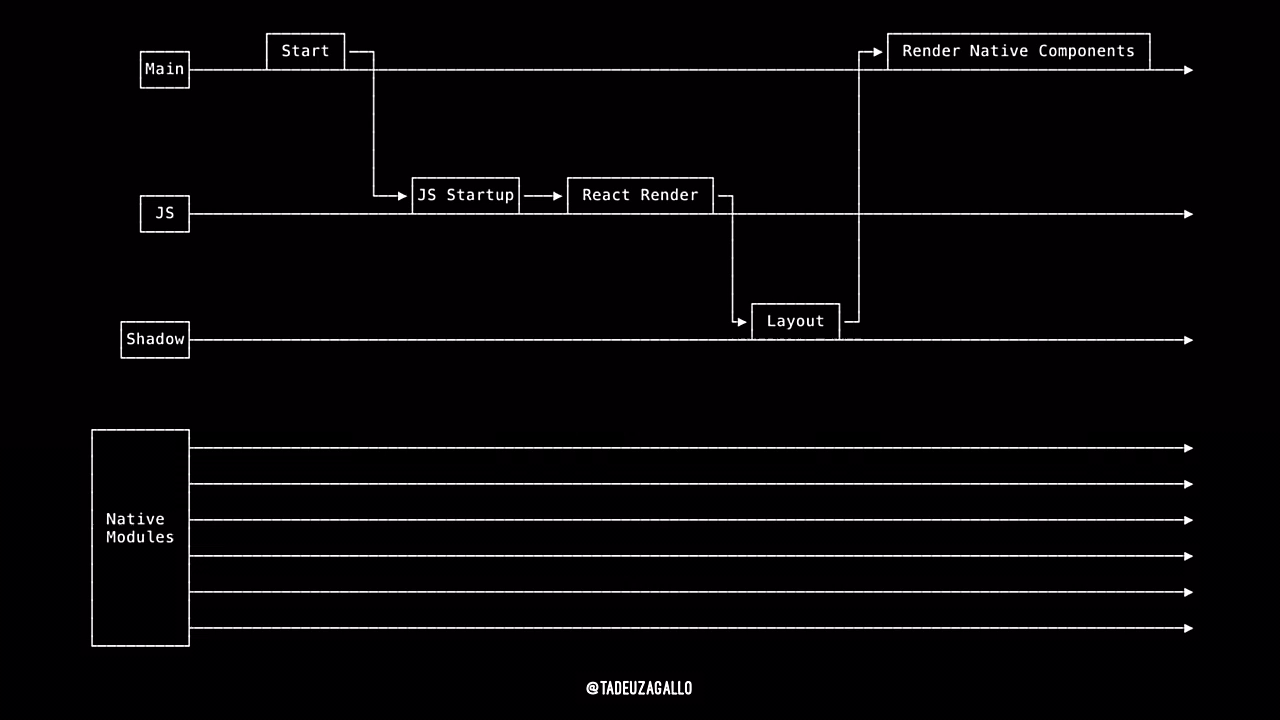 Start
Render Native Components
Main
JS Startup
React Render
JS
Layout
Shadow
Native
Modules
@TADEUZAGALLO